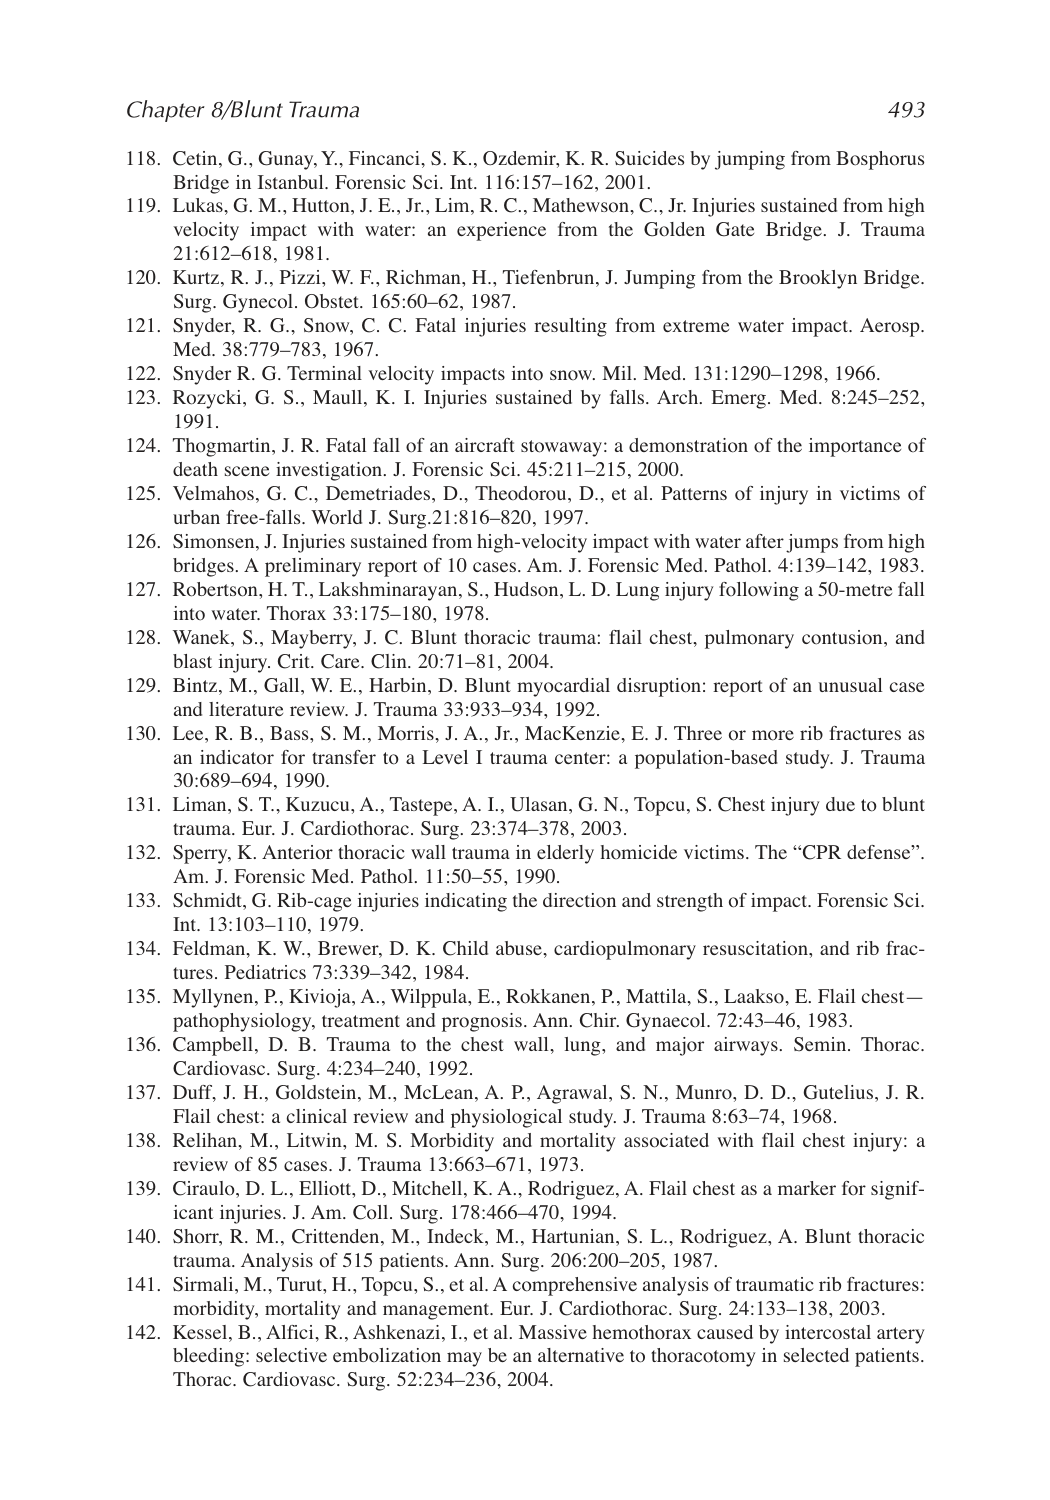 Chapter 8/Blunt Trauma 493
118. Cetin, G., Gunay, Y., Fincanci, S. K., Ozdemir, K. R. Suicides by jumping from Bosphorus
Bridge in Istanbul. Forensic Sci. Int. 116:157–162, 2001.
119. Lukas, G. M., Hutton, J. E., Jr., Lim, R. C., Mathewson, C., Jr. Injuries sustained from high
velocity impact with water: an experience from the Golden Gate Bridge. J. Trauma
21:612–618, 1981.
120. Kurtz, R. J., Pizzi, W. F., Richman, H., Tiefenbrun, J. Jumping from the Brooklyn Bridge.
Surg. Gynecol. Obstet. 165:60–62, 1987.
121. Snyder, R. G., Snow, C. C. Fatal injuries resulting from extreme water impact. Aerosp.
Med. 38:779–783, 1967.
122. Snyder R. G. Terminal velocity impacts into snow. Mil. Med. 131:1290–1298, 1966.
123. Rozycki, G. S., Maull, K. I. Injuries sustained by falls. Arch. Emerg. Med. 8:245–252,
1991.
124. Thogmartin, J. R. Fatal fall of an aircraft stowaway: a demonstration of the importance of
death scene investigation. J. Forensic Sci. 45:211–215, 2000.
125. Velmahos, G. C., Demetriades, D., Theodorou, D., et al. Patterns of injury in victims of
urban free-falls. World J. Surg.21:816–820, 1997.
126. Simonsen, J. Injuries sustained from high-velocity impact with water after jumps from high
bridges. A preliminary report of 10 cases. Am. J. Forensic Med. Pathol. 4:139–142, 1983.
127. Robertson, H. T., Lakshminarayan, S., Hudson, L. D. Lung injury following a 50-metre fall
into water. Thorax 33:175–180, 1978.
128. Wanek, S., Mayberry, J. C. Blunt thoracic trauma: flail chest, pulmonary contusion, and
blast injury. Crit. Care. Clin. 20:71–81, 2004.
129. Bintz, M., Gall, W. E., Harbin, D. Blunt myocardial disruption: report of an unusual case
and literature review. J. Trauma 33:933–934, 1992.
130. Lee, R. B., Bass, S. M., Morris, J. A., Jr., MacKenzie, E. J. Three or more rib fractures as
an indicator for transfer to a Level I trauma center: a population-based study. J. Trauma
30:689–694, 1990.
131. Liman, S. T., Kuzucu, A., Tastepe, A. I., Ulasan, G. N., Topcu, S. Chest injury due to blunt
trauma. Eur. J. Cardiothorac. Surg. 23:374–378, 2003.
132. Sperry, K. Anterior thoracic wall trauma in elderly homicide victims. The “CPR defense”.
Am. J. Forensic Med. Pathol. 11:50–55, 1990.
133. Schmidt, G. Rib-cage injuries indicating the direction and strength of impact. Forensic Sci.
Int. 13:103–110, 1979.
134. Feldman, K. W., Brewer, D. K. Child abuse, cardiopulmonary resuscitation, and rib frac-
tures. Pediatrics 73:339–342, 1984.
135. Myllynen, P., Kivioja, A., Wilppula, E., Rokkanen, P., Mattila, S., Laakso, E. Flail chest—
pathophysiology, treatment and prognosis. Ann. Chir. Gynaecol. 72:43–46, 1983.
136. Campbell, D. B. Trauma to the chest wall, lung, and major airways. Semin. Thorac.
Cardiovasc. Surg. 4:234–240, 1992.
137. Duff, J. H., Goldstein, M., McLean, A. P., Agrawal, S. N., Munro, D. D., Gutelius, J. R.
Flail chest: a clinical review and physiological study. J. Trauma 8:63–74, 1968.
138. Relihan, M., Litwin, M. S. Morbidity and mortality associated with flail chest injury: a
review of 85 cases. J. Trauma 13:663–671, 1973.
139. Ciraulo, D. L., Elliott, D., Mitchell, K. A., Rodriguez, A. Flail chest as a marker for signif-
icant injuries. J. Am. Coll. Surg. 178:466–470, 1994.
140. Shorr, R. M., Crittenden, M., Indeck, M., Hartunian, S. L., Rodriguez, A. Blunt thoracic
trauma. Analysis of 515 patients. Ann. Surg. 206:200–205, 1987.
141. Sirmali, M., Turut, H., Topcu, S., et al. A comprehensive analysis of traumatic rib fractures:
morbidity, mortality and management. Eur. J. Cardiothorac. Surg. 24:133–138, 2003.
142. Kessel, B., Alfici, R., Ashkenazi, I., et al. Massive hemothorax caused by intercostal artery
bleeding: selective embolization may be an alternative to thoracotomy in selected patients.
Thorac. Cardiovasc. Surg. 52:234–236, 2004.